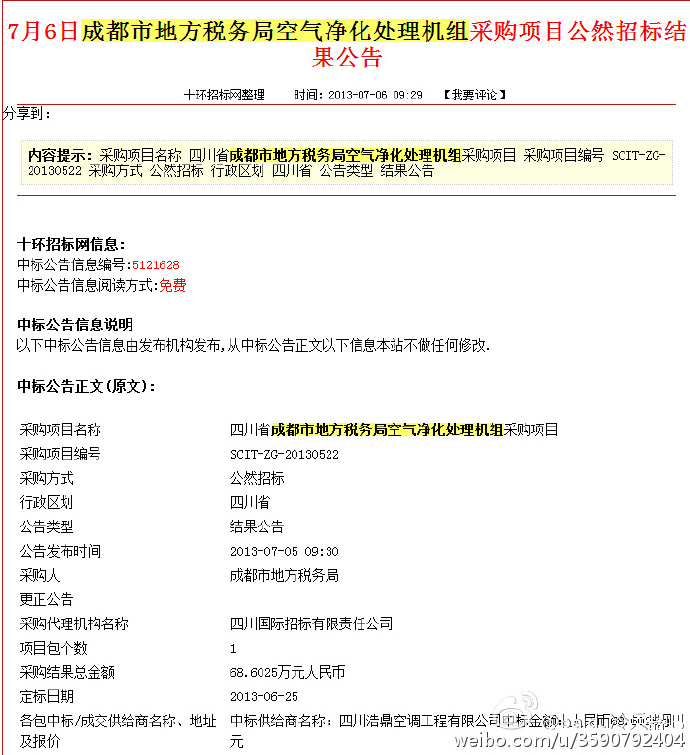 7月6日成都市地方税务局空气净化处理机组采购项目公然招标结
果公告
十环招标网整理 时间：2013-07-06 09:29 【我要评论】
分享到：
内容提示：采购项目名称 四川省成都市地方税务局空气净化处理机组采购项目 采购项目编号 SCIT-ZG-
20130522 采购方式 公然招标 行政区划 四川省 公告类型 结果公告
十环招标网信息：
中标公告信息编号:5121628
中标公告信息阅读方式:免费
中标公告信息说明
以下中标公告信息由发布机构发布,从中标公告正文以下信息本站不做任何修改.
中标公告正文(原文)：
采购项目名称 四川省成都市地方税务局空气净化处理机组采购项目
采购项目编号 SCIT-ZG-20130522
采购方式 公然招标
行政区划 四川省
公告类型 结果公告
公告发布时间 2013-07-05 09:30
采购人 成都市地方税务局
更正公告
采购代理机构名称 四川国际招标有限责任公司
项目包个数 1
采购结果总金额 68.6025万元人民币
定标日期 2013-06-25
各包中标/成交供给商名称、地址 中标供给商名称：四川浩鼎空调工程有限公司中标金额:人民币
及报价 元
weibo.com/u/3590792404